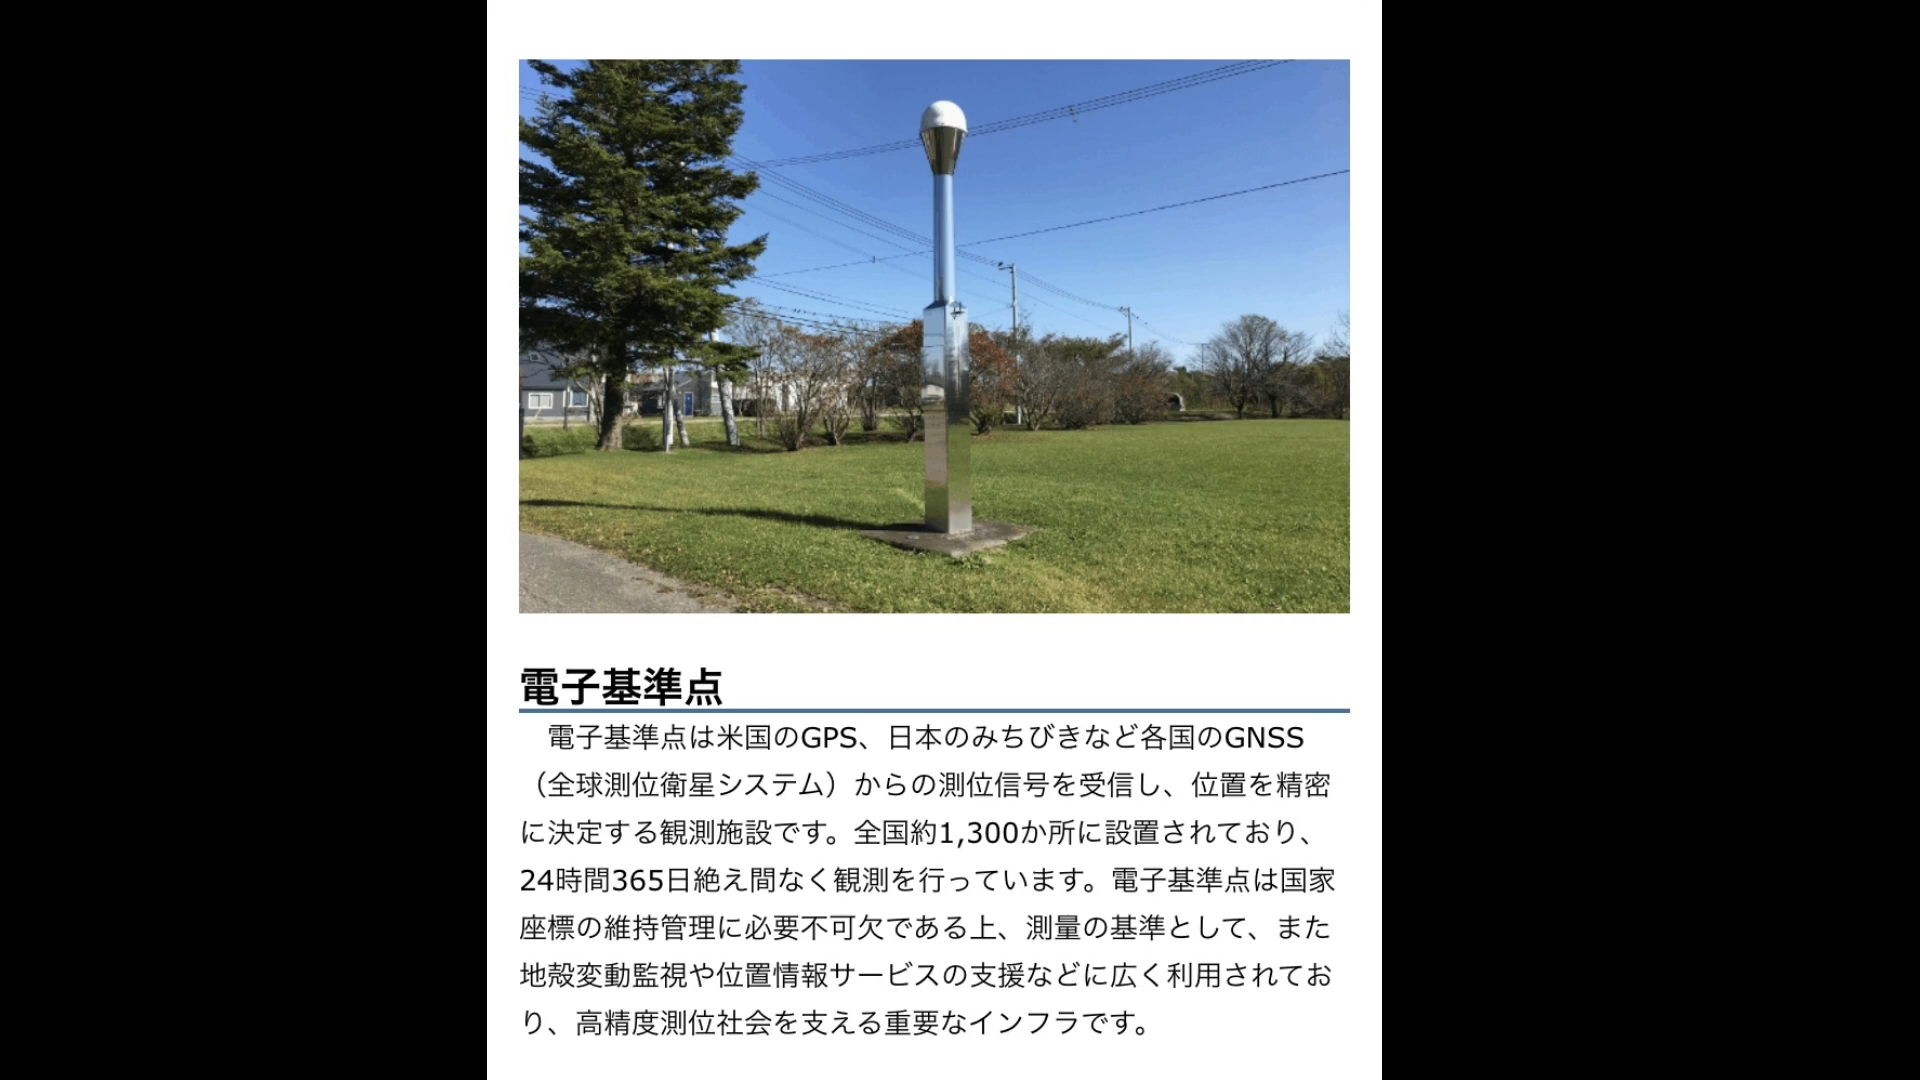 電子基準点
電子基準点は米国のGPS、日本のみちびきなど各国のGNSS
（全球測位衛星システム）からの測位信号を受信し、位置を精密
に決定する観測施設です。全国約1,300か所に設置されており、
24時間365日絶え間なく観測を行っています。電子基準点は国家
座標の維持管理に必要不可欠である上、測量の基準として、また
地殻変動監視や位置情報サービスの支援などに広く利用されてお
り、高精度測位社会を支える重要なインフラです。